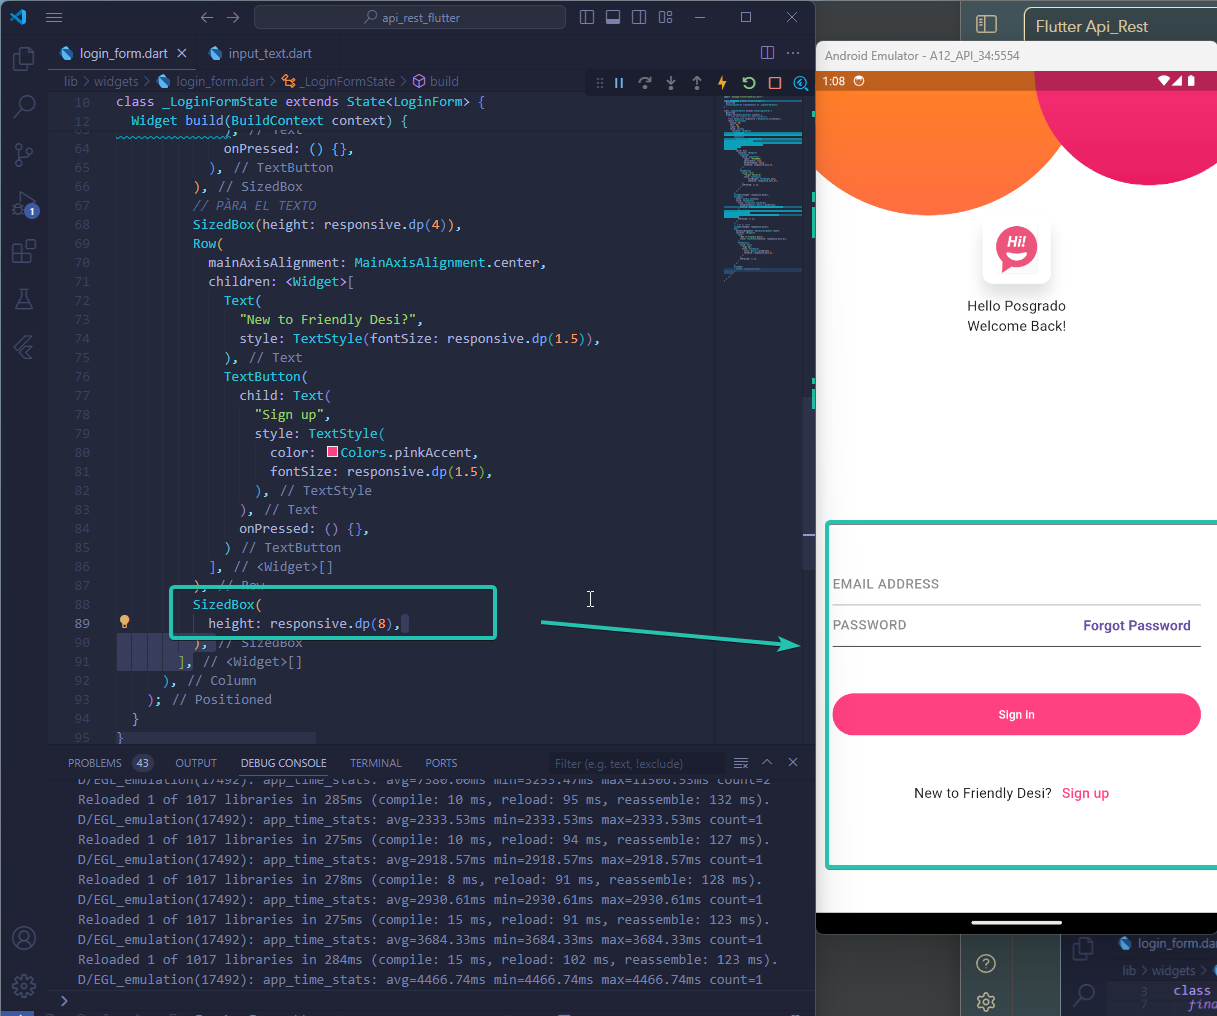 api_rest_flutter
login_form.dart
input_text.dart
lib > widgets > login_form.dart > _LoginFormState > build
10 class _LoginFormState extends State<LoginForm> {
12 Widget build(BuildContext context) {
63 ), // Text
64 onPressed: () {},
65 ), // TextButton
66 ), // SizedBox
67 // PÀRA EL TEXTO
68 SizedBox(height: responsive.dp(4)),
69 Row(
70 mainAxisAlignment: MainAxisAlignment.center,
71 children: <Widget>[
72 Text(
73 "New to Friendly Desi?",
74 style: TextStyle(fontSize: responsive.dp(1.5)),
75 ), // Text
76 TextButton(
77 child: Text(
78 "Sign up",
79 style: TextStyle(
80 color: Colors.pinkAccent,
81 fontSize: responsive.dp(1.5),
82 ), // TextStyle
83 ), // Text
84 onPressed: () {},
85 ) // TextButton
86 ], // <Widget>[]
87 ), // Row
88 SizedBox(
89 height: responsive.dp(8),
90 ), // SizedBox
91 ], // <Widget>[]
92 ), // Column
93 ); // Positioned
94 }
95 }
1
PROBLEMS 43 OUTPUT DEBUG CONSOLE TERMINAL PORTS Filter (e.g. text, !exclude)
D/EGL_emulation(17492): app_time_stats: avg=7380.00ms min=3253.47ms max=11506.53ms count=2
Reloaded 1 of 1017 libraries in 285ms (compile: 10 ms, reload: 95 ms, reassemble: 132 ms).
D/EGL_emulation(17492): app_time_stats: avg=2333.53ms min=2333.53ms max=2333.53ms count=1
Reloaded 1 of 1017 libraries in 275ms (compile: 10 ms, reload: 94 ms, reassemble: 127 ms).
D/EGL_emulation(17492): app_time_stats: avg=2918.57ms min=2918.57ms max=2918.57ms count=1
Reloaded 1 of 1017 libraries in 278ms (compile: 8 ms, reload: 91 ms, reassemble: 128 ms).
D/EGL_emulation(17492): app_time_stats: avg=2930.61ms min=2930.61ms max=2930.61ms count=1
Reloaded 1 of 1017 libraries in 275ms (compile: 15 ms, reload: 91 ms, reassemble: 123 ms).
D/EGL_emulation(17492): app_time_stats: avg=3684.33ms min=3684.33ms max=3684.33ms count=1
Reloaded 1 of 1017 libraries in 284ms (compile: 15 ms, reload: 102 ms, reassemble: 123 ms).
D/EGL_emulation(17492): app_time_stats: avg=4466.74ms min=4466.74ms max=4466.74ms count=1
Flutter Api_Rest
Android Emulator - A12_API_34:5554
1:08
Hi!
Hello Posgrado
Welcome Back!
EMAIL ADDRESS
PASSWORD Forgot Password
Sign In
New to Friendly Desi? Sign up
login_form.dart
lib > widgets >
3 class
7 find